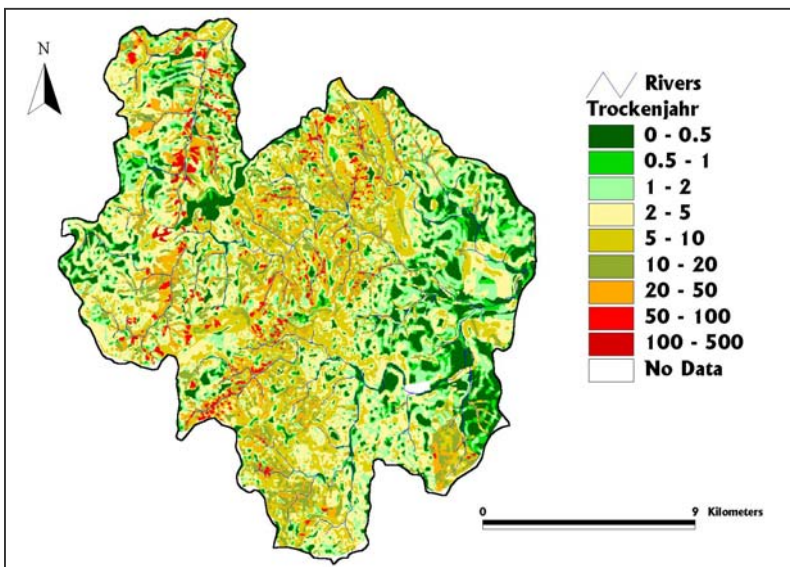 N
Rivers
Trockenjahr
0 - 0.5
0.5 - 1
1 - 2
2 - 5
5 - 10
10 - 20
20 - 50
50 - 100
100 - 500
No Data
0 9 Kilometers